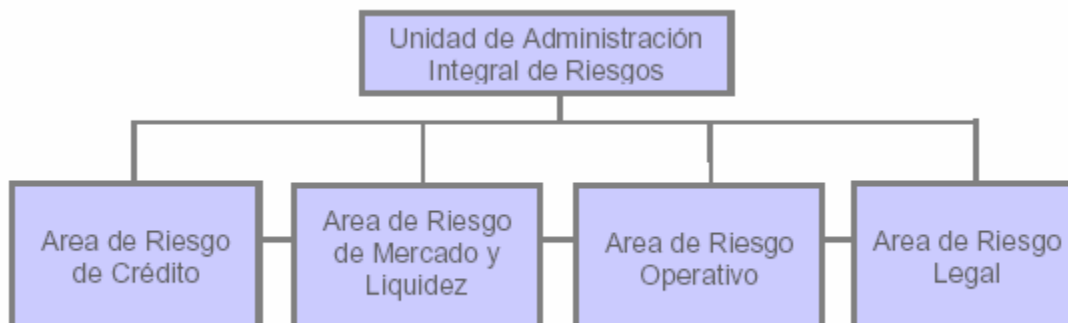 Unidad de Administración
Integral de Riesgos
Area de Riesgo
de Crédito
Area de Riesgo
de Mercado y
Liquidez
Area de Riesgo
Operativo
Area de Riesgo
Legal